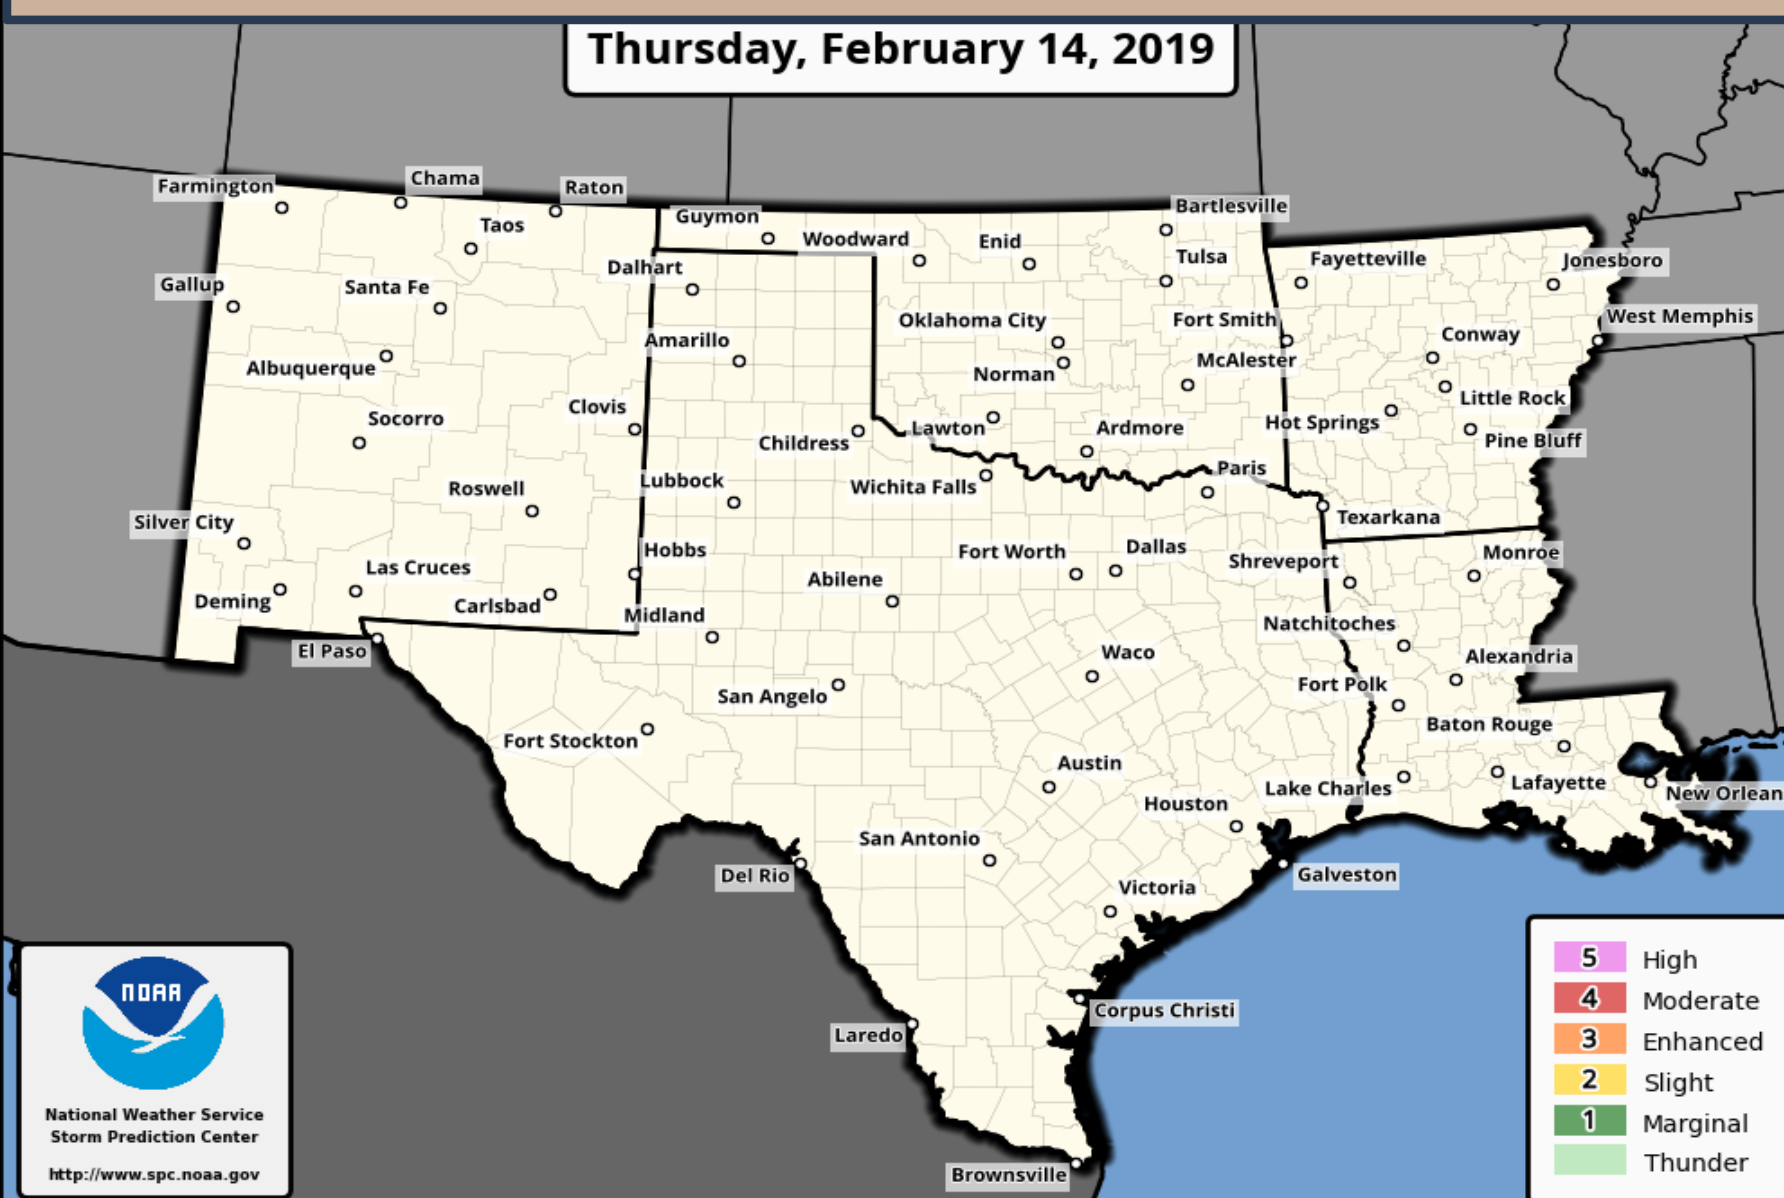 Thursday, February 14, 2019
Chama
Farmington
Raton
Taos
Guymon
Bartlesville
Woodward
Enid
Tulsa
Fayetteville
Jonesboro
Dalhart
Gallup
Santa Fe
Oklahoma City
Fort Smith
West Memphis
Conway
Amarillo
McAlester
Albuquerque
Norman
Little Rock
Clovis
Socorro
Hot Springs
Lawton
Ardmore
Childress
Pine Bluff
Paris
Lubbock
Roswell
Wichita Falls
Texarkana
Silver City
Hobbs
Fort Worth
Dallas
Monroe
Shreveport
Las Cruces
Abilene
Deming
Carlsbad
Midland
Natchitoches
El Paso
Waco
Alexandria
Fort Polk
San Angelo
Baton Rouge
Fort Stockton
Austin
Lafayette
Lake Charles
New Orlean
Houston
San Antonio
Del Rio
Galveston
Victoria
Corpus Christi
Laredo
Brownsville
NOAA
National Weather Service
Storm Prediction Center
http://www.spc.noaa.gov
5 High
4 Moderate
3 Enhanced
2 Slight
1 Marginal
Thunder